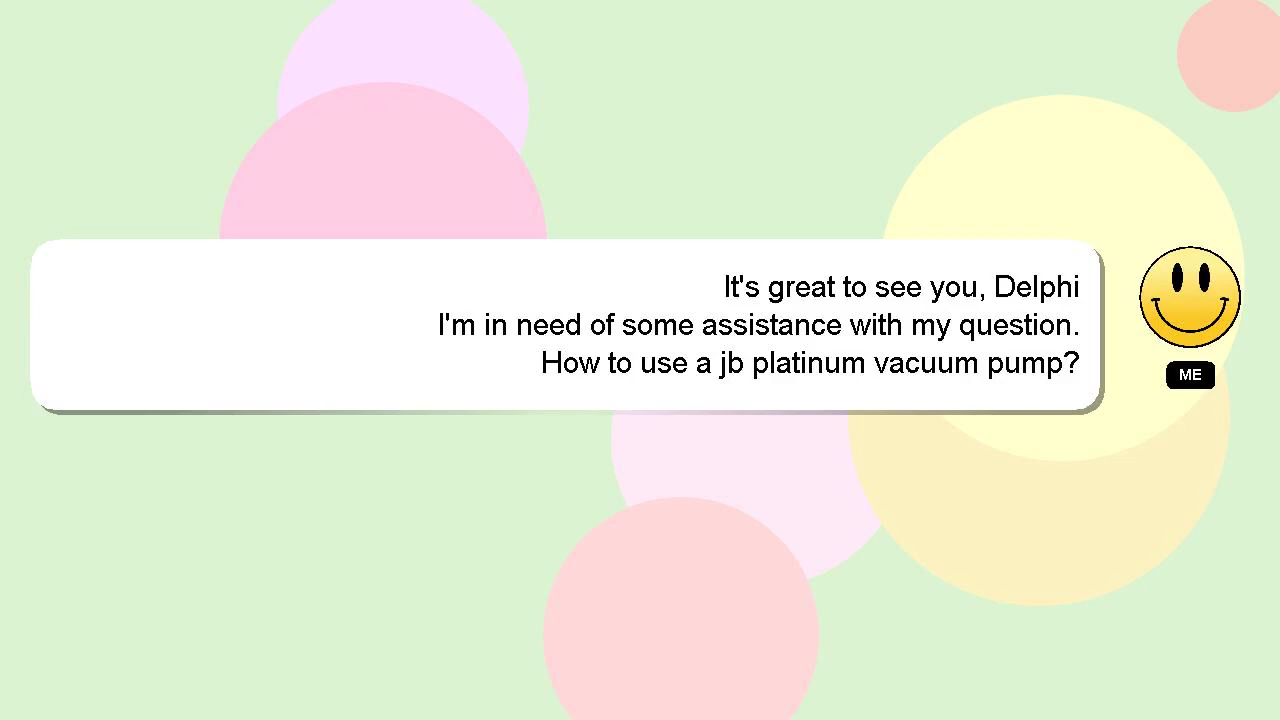 It's great to see you, Delphi
I'm in need of some assistance with my question.
How to use a jb platinum vacuum pump?
ME